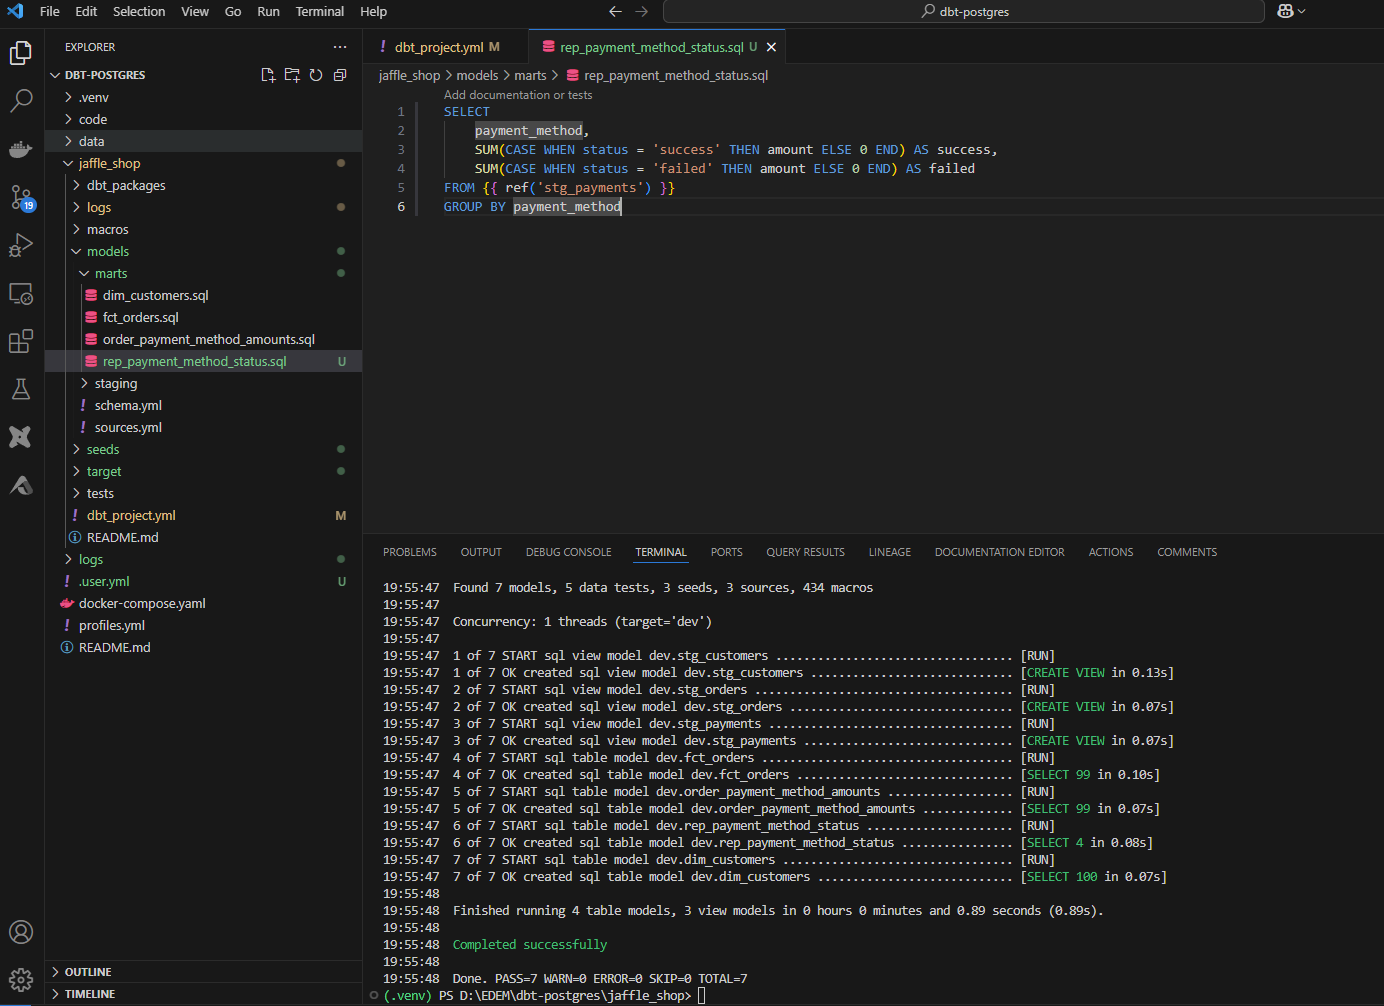 File Edit Selection View Go Run Terminal Help
dbt-postgres
EXPLORER
dbt_project.yml M
rep_payment_method_status.sql U
DBT-POSTGRES
.venv
code
data
jaffle_shop
dbt_packages
logs
macros
models
marts
dim_customers.sql
fct_orders.sql
order_payment_method_amounts.sql
rep_payment_method_status.sql U
staging
schema.yml
sources.yml
seeds
target
tests
dbt_project.yml M
README.md
logs
.user.yml U
docker-compose.yaml
profiles.yml
README.md
OUTLINE
TIMELINE
19
jaffle_shop > models > marts > rep_payment_method_status.sql
Add documentation or tests
1 SELECT
2 payment_method,
3 SUM(CASE WHEN status = 'success' THEN amount ELSE 0 END) AS success,
4 SUM(CASE WHEN status = 'failed' THEN amount ELSE 0 END) AS failed
5 FROM {{ ref('stg_payments') }}
6 GROUP BY payment_method
PROBLEMS OUTPUT DEBUG CONSOLE TERMINAL PORTS QUERY RESULTS LINEAGE DOCUMENTATION EDITOR ACTIONS COMMENTS
19:55:47 Found 7 models, 5 data tests, 3 seeds, 3 sources, 434 macros
19:55:47
19:55:47 Concurrency: 1 threads (target='dev')
19:55:47
19:55:47 1 of 7 START sql view model dev.stg_customers .................................. [RUN]
19:55:47 1 of 7 OK created sql view model dev.stg_customers ............................. [CREATE VIEW in 0.13s]
19:55:47 2 of 7 START sql view model dev.stg_orders ..................................... [RUN]
19:55:47 2 of 7 OK created sql view model dev.stg_orders ................................ [CREATE VIEW in 0.07s]
19:55:47 3 of 7 START sql view model dev.stg_payments ................................... [RUN]
19:55:47 3 of 7 OK created sql view model dev.stg_payments .............................. [CREATE VIEW in 0.07s]
19:55:47 4 of 7 START sql table model dev.fct_orders .................................... [RUN]
19:55:47 4 of 7 OK created sql table model dev.fct_orders ............................... [SELECT 99 in 0.10s]
19:55:47 5 of 7 START sql table model dev.order_payment_method_amounts .................. [RUN]
19:55:47 5 of 7 OK created sql table model dev.order_payment_method_amounts ............. [SELECT 99 in 0.07s]
19:55:47 6 of 7 START sql table model dev.rep_payment_method_status ..................... [RUN]
19:55:47 6 of 7 OK created sql table model dev.rep_payment_method_status ................ [SELECT 4 in 0.08s]
19:55:47 7 of 7 START sql table model dev.dim_customers ................................. [RUN]
19:55:47 7 of 7 OK created sql table model dev.dim_customers ............................ [SELECT 100 in 0.07s]
19:55:48
19:55:48 Finished running 4 table models, 3 view models in 0 hours 0 minutes and 0.89 seconds (0.89s).
19:55:48
19:55:48 Completed successfully
19:55:48
19:55:48 Done. PASS=7 WARN=0 ERROR=0 SKIP=0 TOTAL=7
(.venv) PS D:\EDEM\dbt-postgres\jaffle_shop>